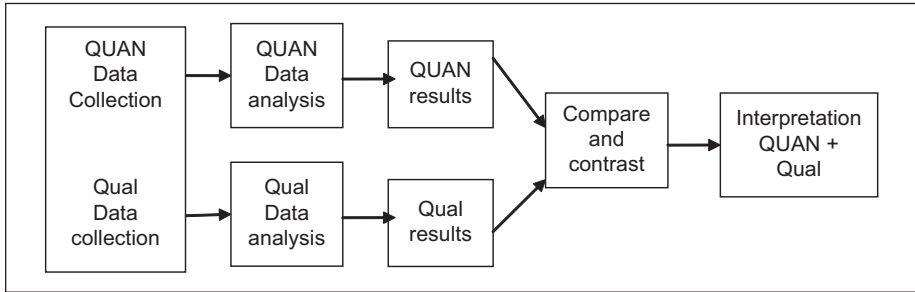 QUAN
Data
Collection
Qual
Data
collection
QUAN
Data
analysis
Qual
Data
analysis
QUAN
results
Qual
results
Compare
and
contrast
Interpretation
QUAN +
Qual